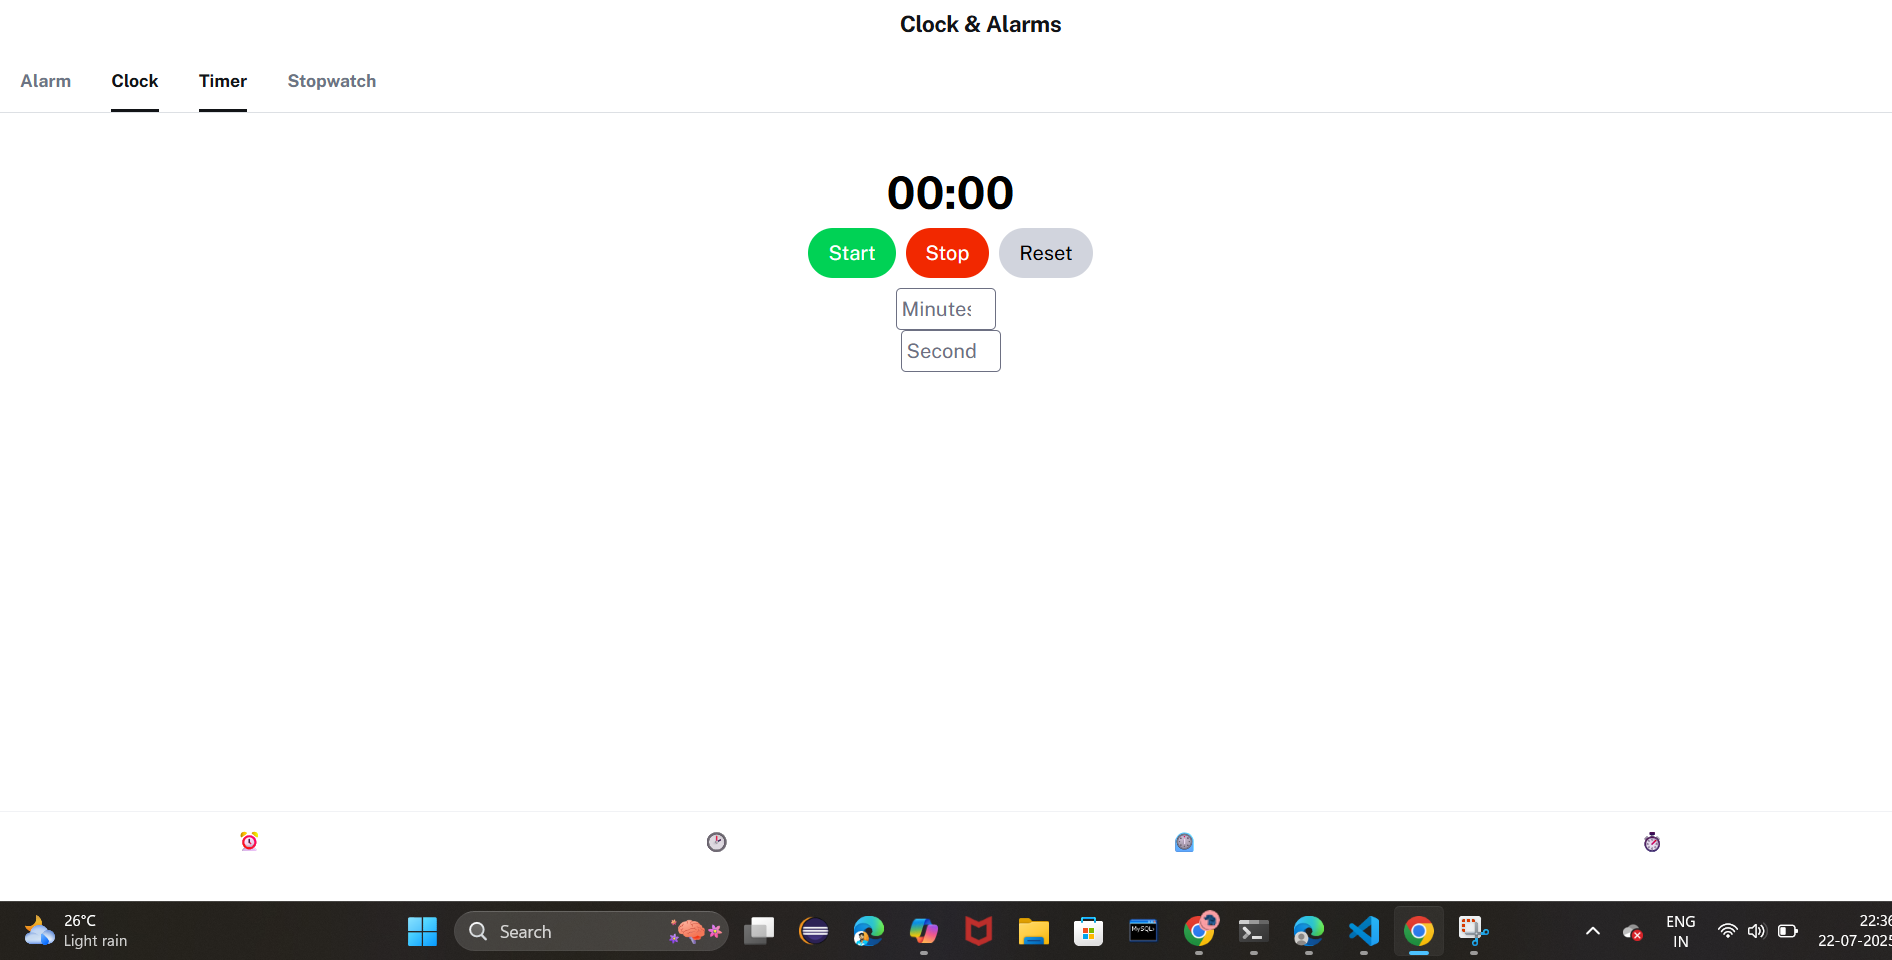 Clock & Alarms
Alarm Clock Timer Stopwatch
00:00
Start Stop Reset
Minutes
Second
26°C
Light rain
Search
MySQL>
ENG
IN
22:36
22-07-2025